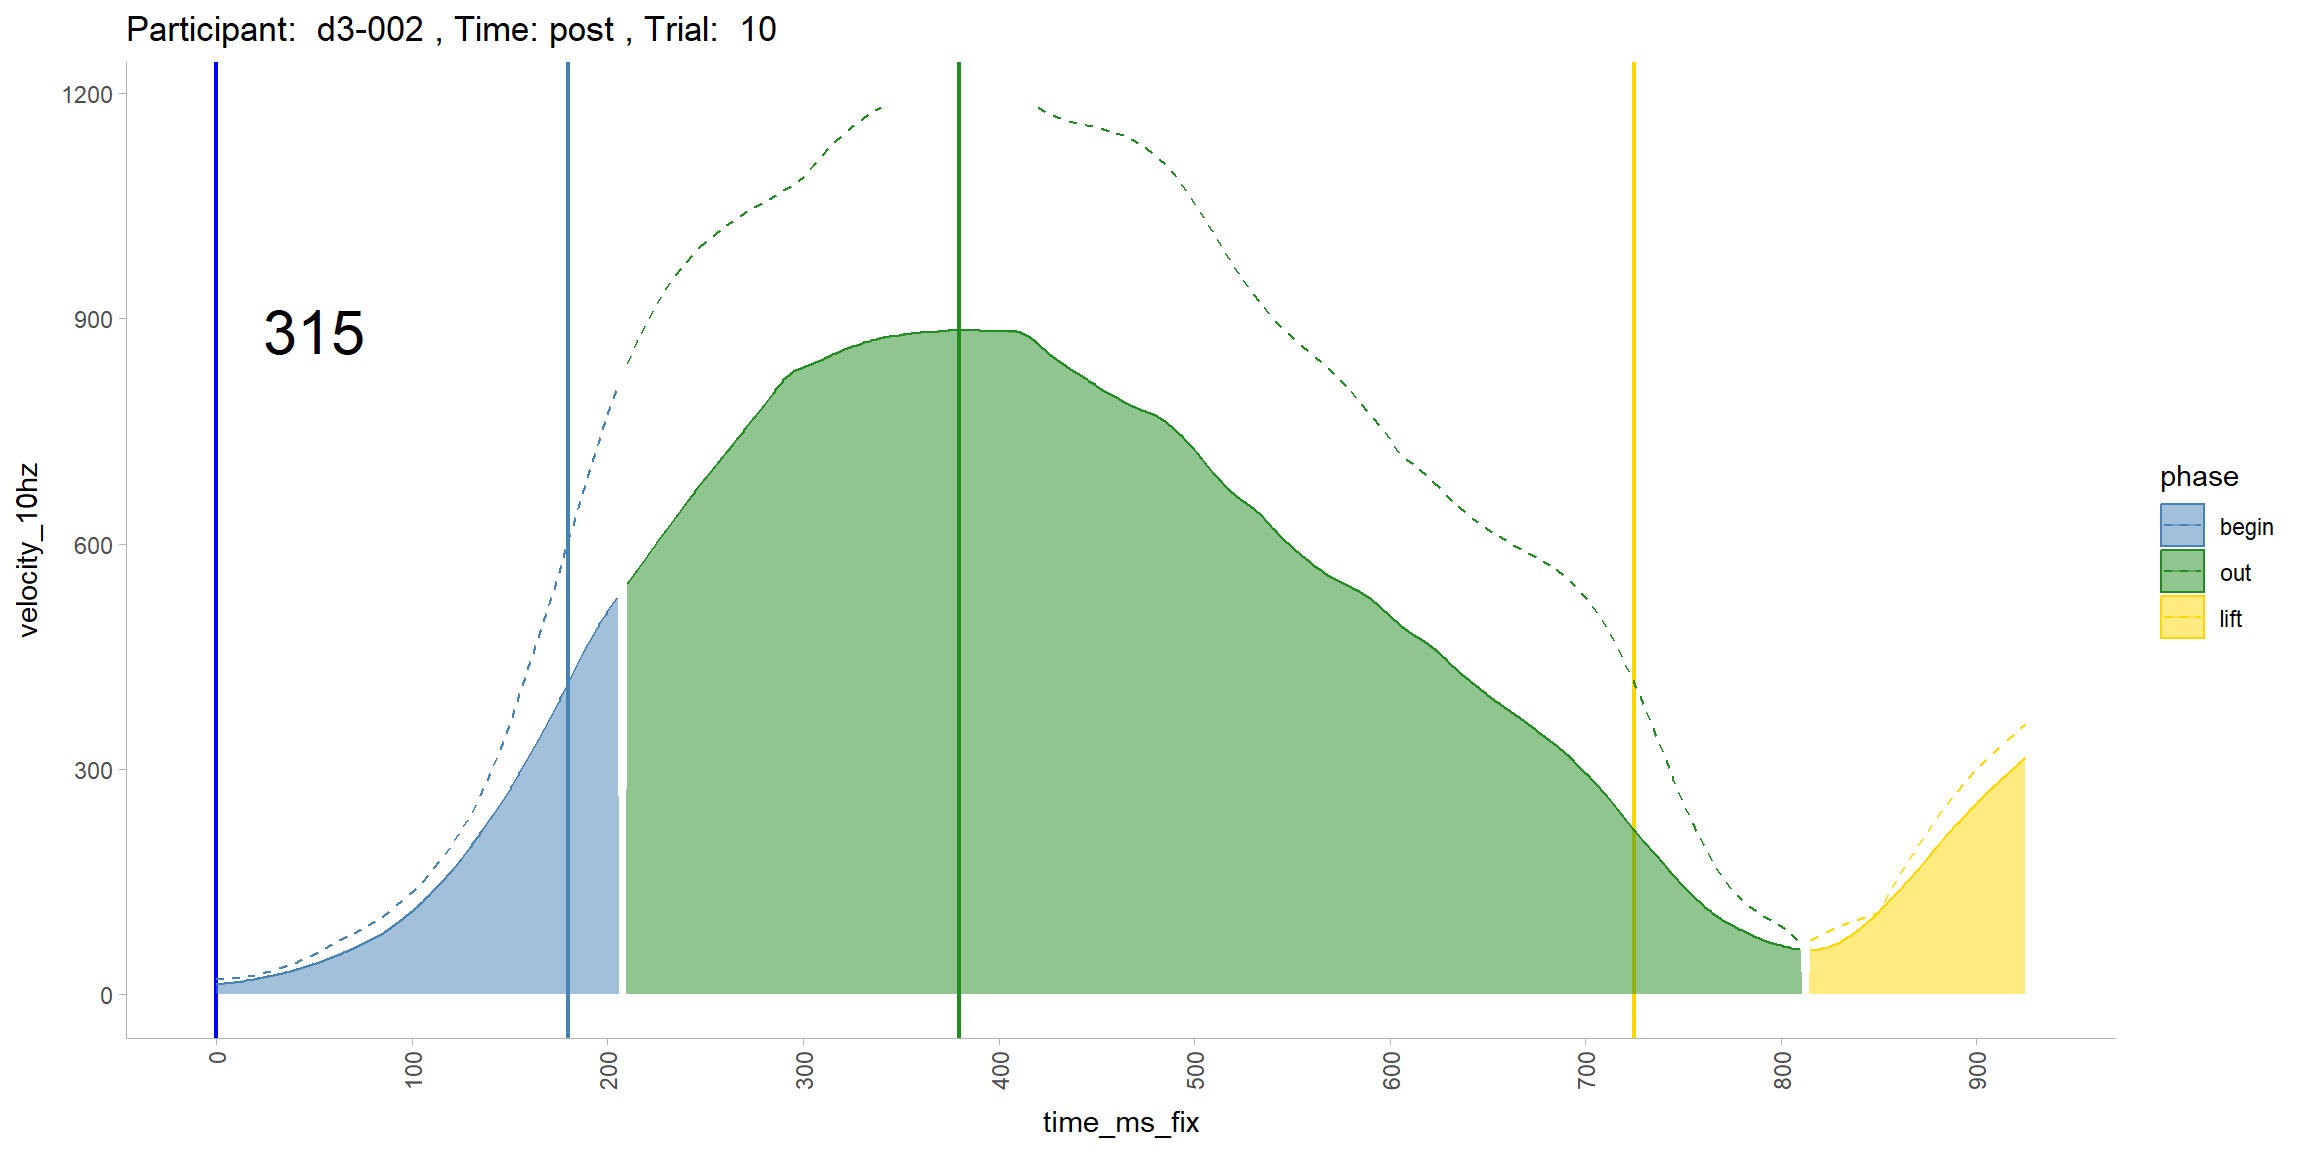 Participant:  d3-002 , Time: post , Trial:  10
1200
900
600
300
0
velocity_10hz
315
0
100
200
300
400
500
600
700
800
900
time_ms_fix
phase
begin
out
lift